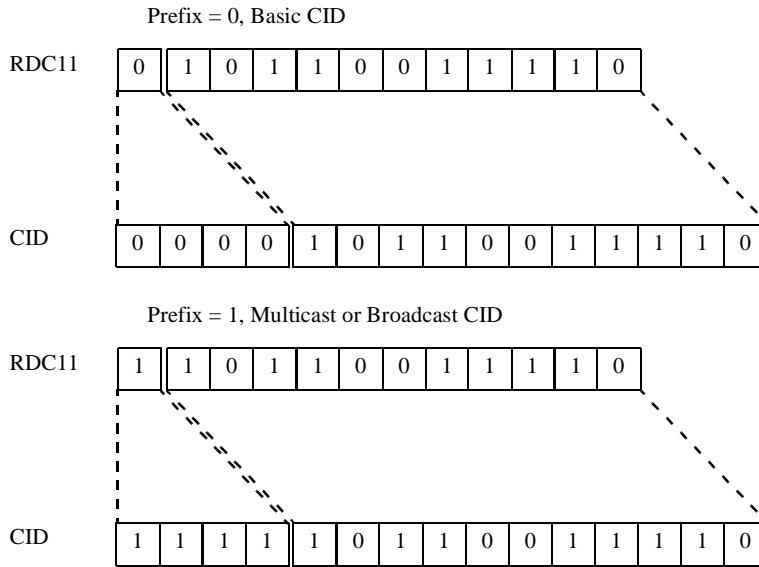 Prefix = 0, Basic CID
RDC11 0 1 0 1 1 0 0 1 1 1 1 0
CID 0 0 0 0 1 0 1 1 0 0 1 1 1 1 0
Prefix = 1, Multicast or Broadcast CID
RDC11 1 1 0 1 1 0 0 1 1 1 1 0
CID 1 1 1 1 1 0 1 1 0 0 1 1 1 1 0